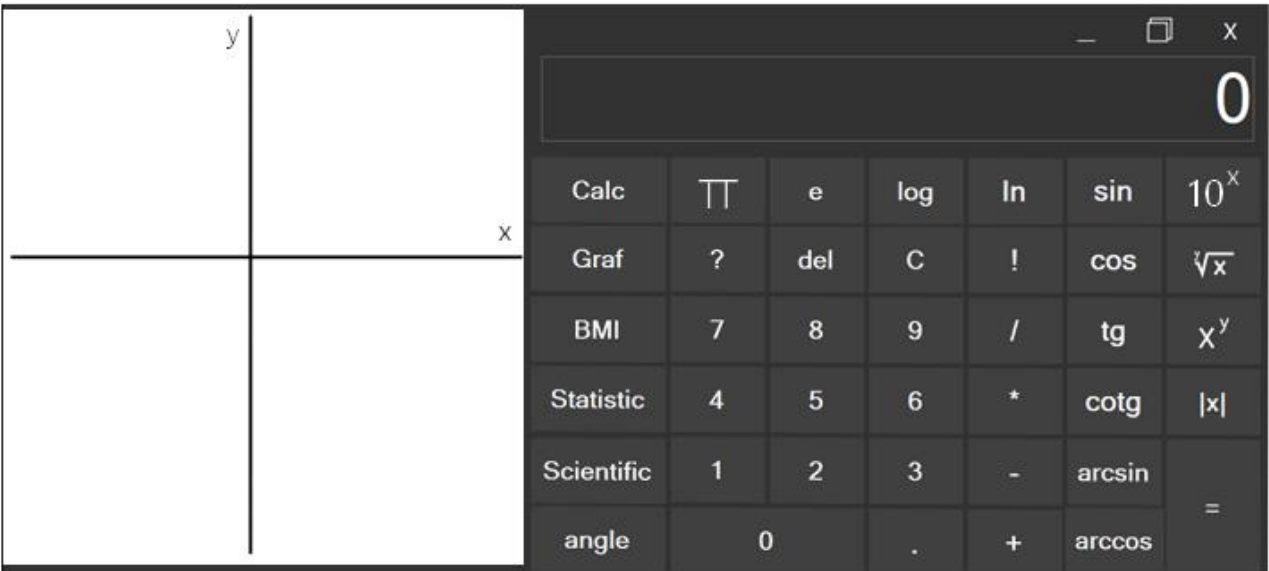 y
x
_ X
0
Calc π e log ln sin 10^x
Graf ? del C ! cos ʸ√x
BMI 7 8 9 / tg X^y
Statistic 4 5 6 * cotg |x|
Scientific 1 2 3 - arcsin =
angle 0 . + arccos